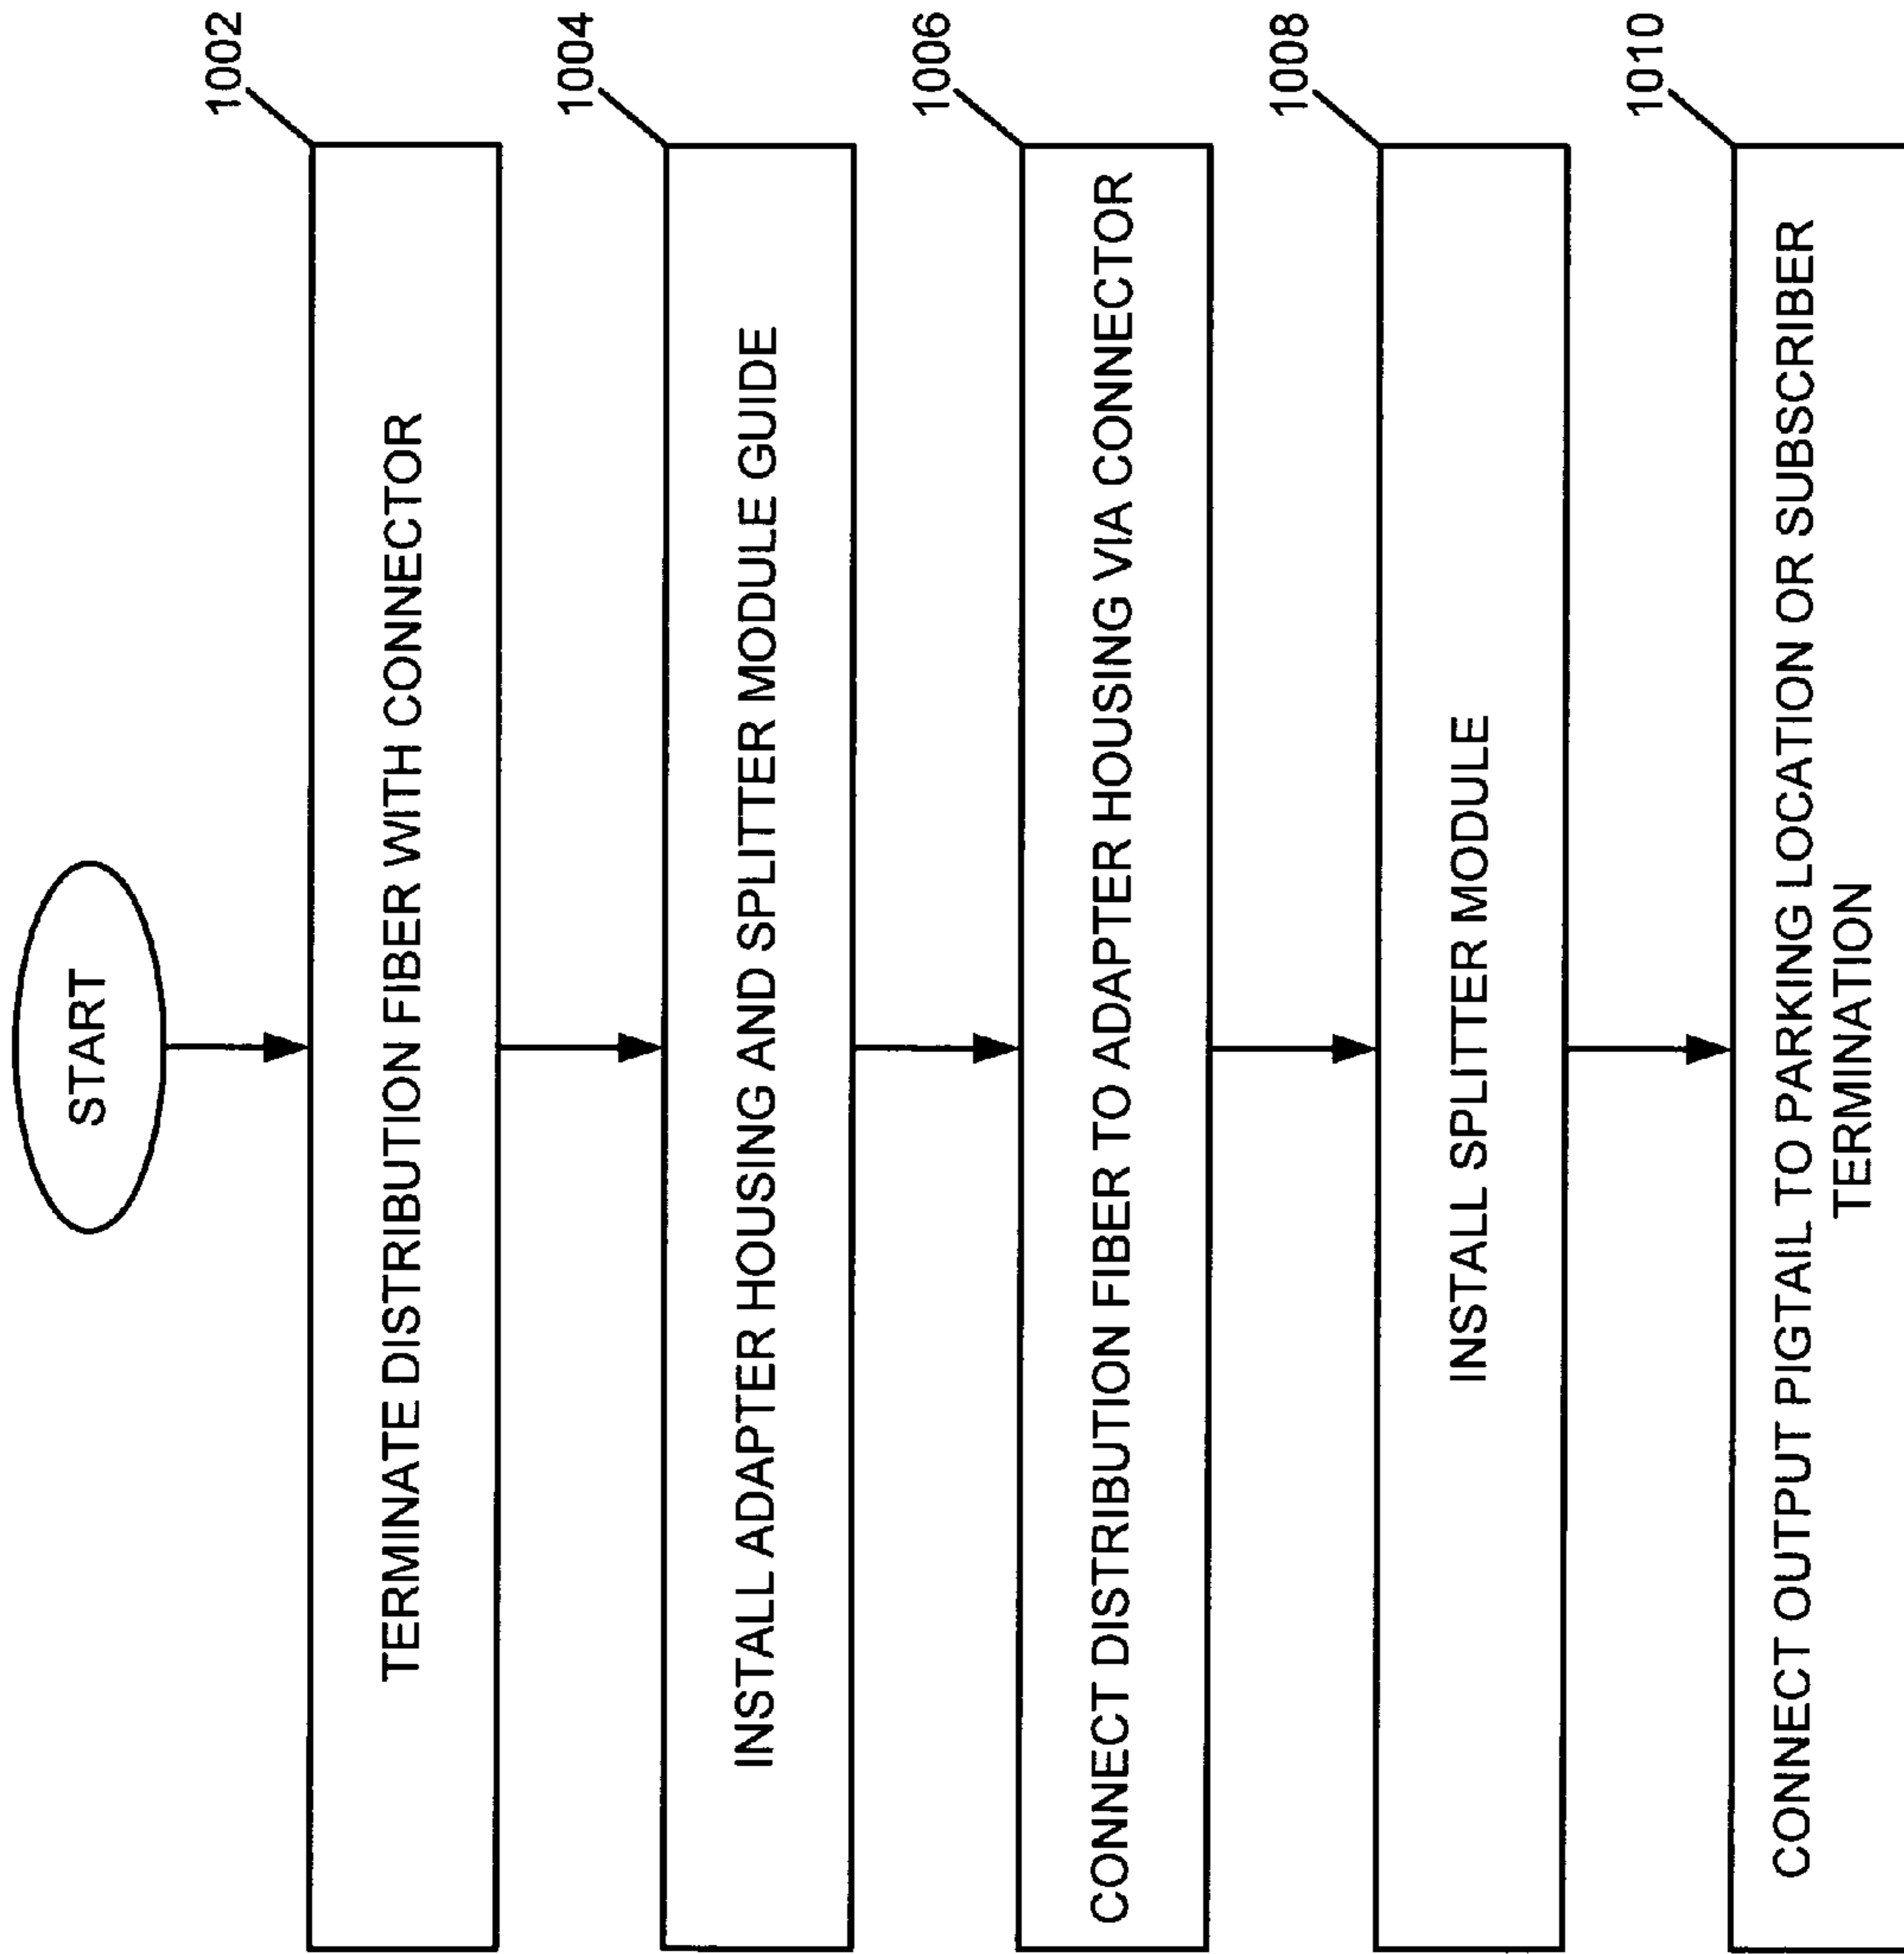 START
1002
TERMINATE DISTRIBUTION FIBER WITH CONNECTOR
1004
INSTALL ADAPTER HOUSING AND SPLITTER MODULE GUIDE
1006
CONNECT DISTRIBUTION FIBER TO ADAPTER HOUSING VIA CONNECTOR
1008
INSTALL SPLITTER MODULE
1010
CONNECT OUTPUT PIGTAIL TO PARKING LOCATION OR SUBSCRIBER
TERMINATION